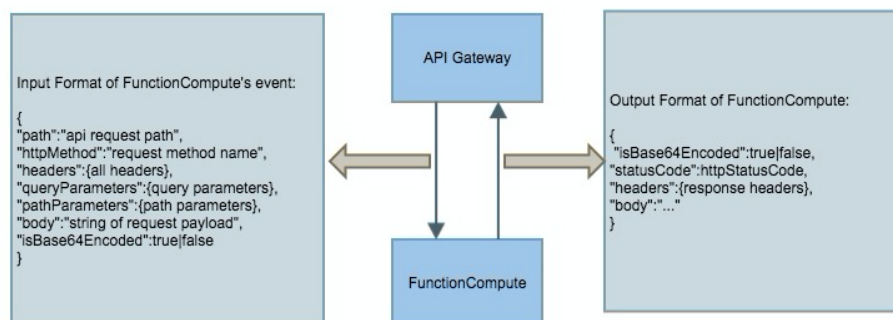 Input Format of FunctionCompute's event:
{
"path":"api request path",
"httpMethod":"request method name",
"headers":{all headers},
"queryParameters":{query parameters},
"pathParameters":{path parameters},
"body":"string of request payload",
"isBase64Encoded":true|false
}
API Gateway
FunctionCompute
Output Format of FunctionCompute:
{
"isBase64Encoded":true|false,
"statusCode":httpStatusCode,
"headers":{response headers},
"body":"..."
}